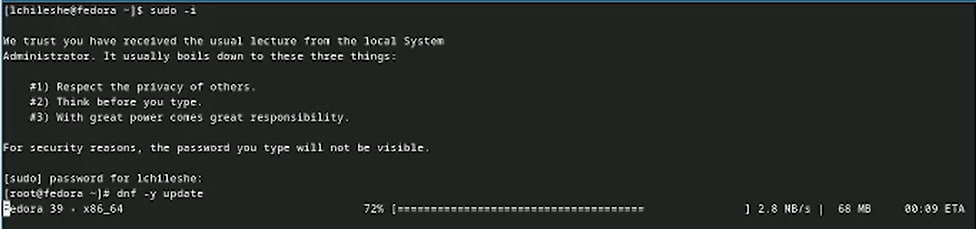 [lchileshe@fedora ~]$ sudo -i
We trust you have received the usual lecture from the local System
Administrator. It usually boils down to these three things:
#1) Respect the privacy of others.
#2) Think before you type.
#3) With great power comes great responsibility.
For security reasons, the password you type will not be visible.
[sudo] password for lchileshe:
[root@fedora ~]# dnf -y update
Fedora 39 - x86_64 72% [===================================== ] 2.8 MB/s | 68 MB 00:09 ETA